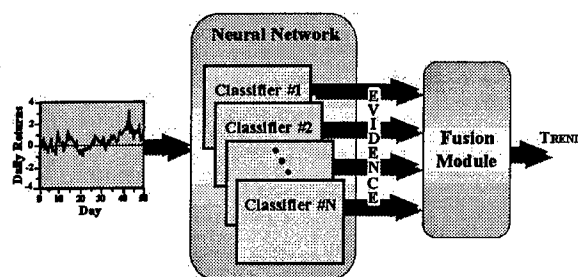 Neural Network
Classifier #1
Classifier #2
Classifier #N
EVIDENCE
Fusion
Module
TREND
Daily Returns
4
2
0
-2
-4
0 10 20 30 40 50
Day